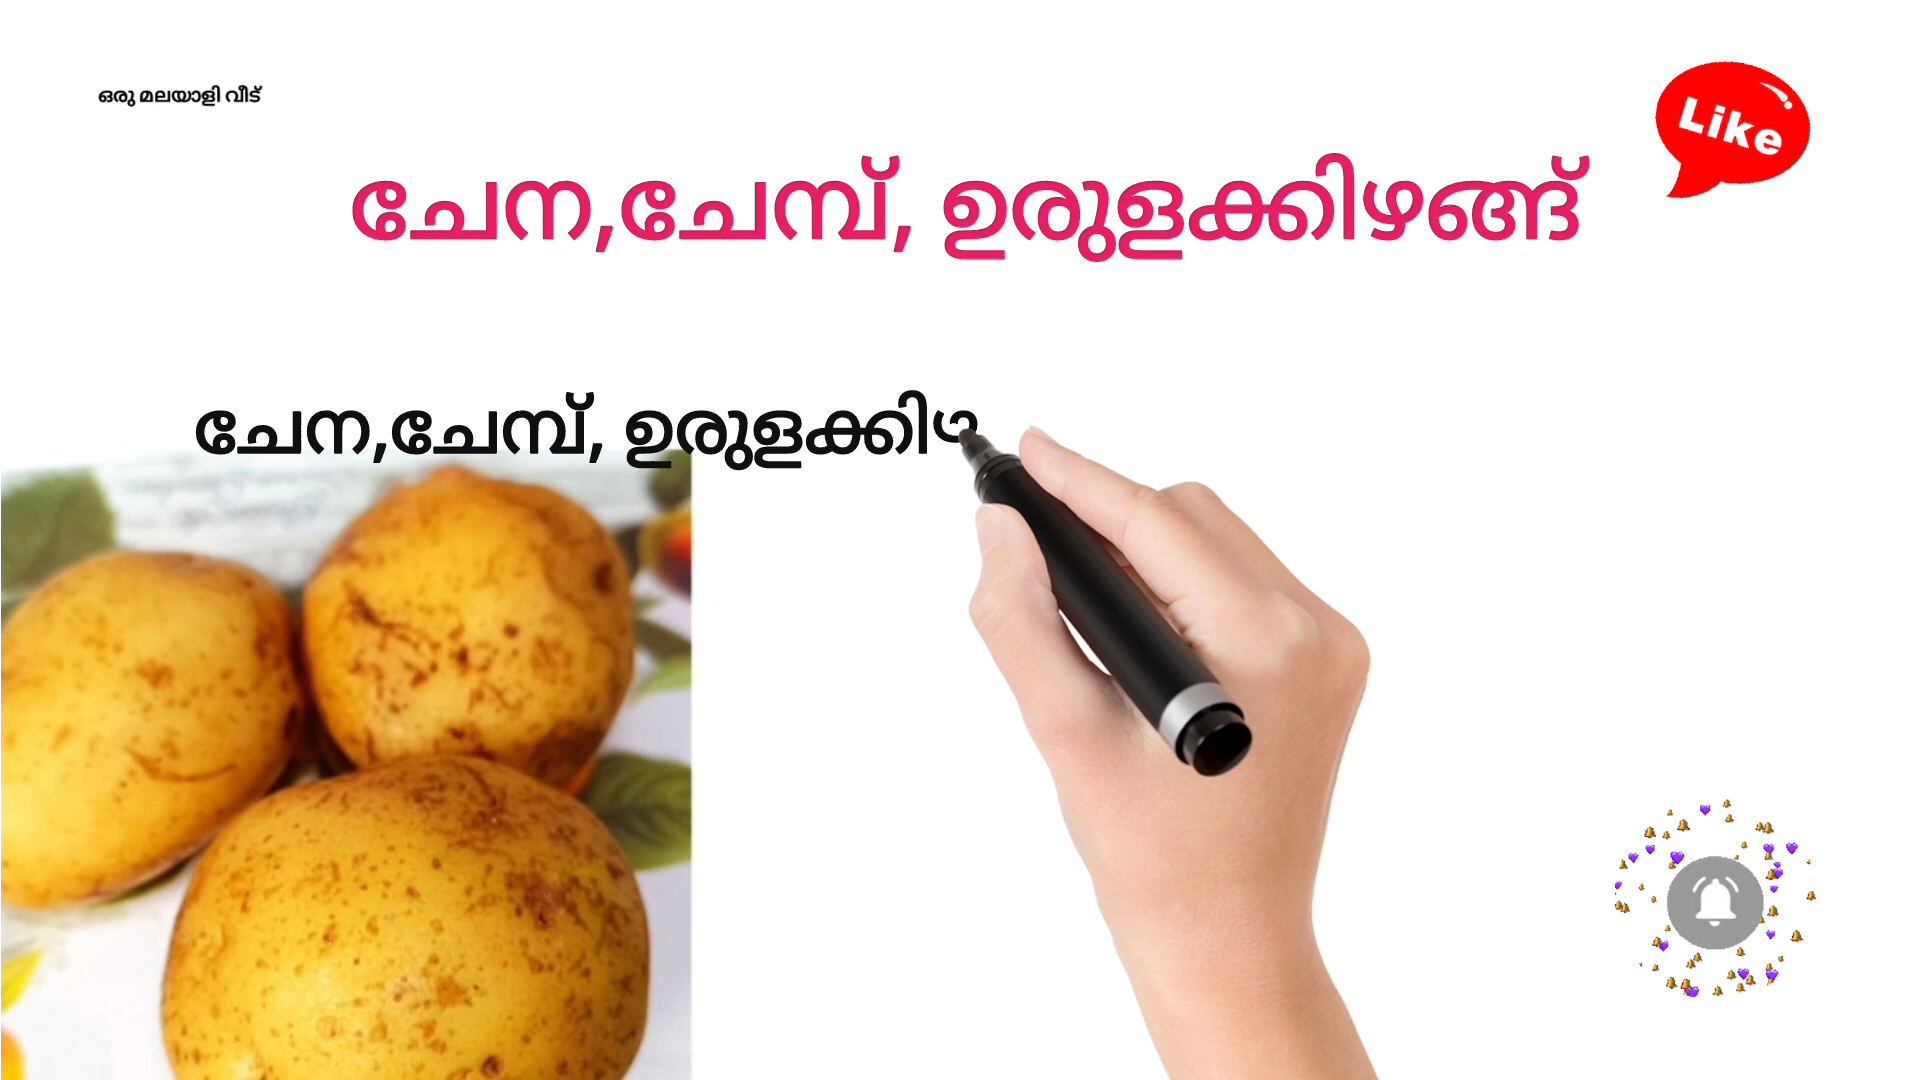 ഒരു മലയാളി വീട്
Like
ചേന,ചേമ്പ്, ഉരുളക്കിഴങ്ങ്
ചേന,ചേമ്പ്, ഉരുളക്കിഴ